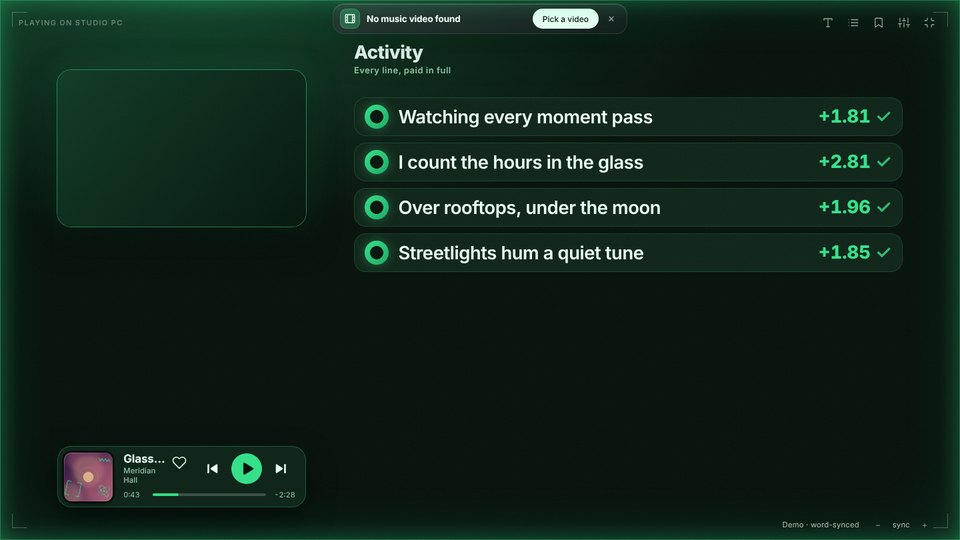 PLAYING ON STUDIO PC
No music video found
Pick a video
Activity
Every line, paid in full
Watching every moment pass
+1.81
I count the hours in the glass
+2.81
Over rooftops, under the moon
+1.96
Streetlights hum a quiet tune
+1.85
Glass…
Meridian
Hall
0:43
-2:28
Demo · word-synced
− sync +